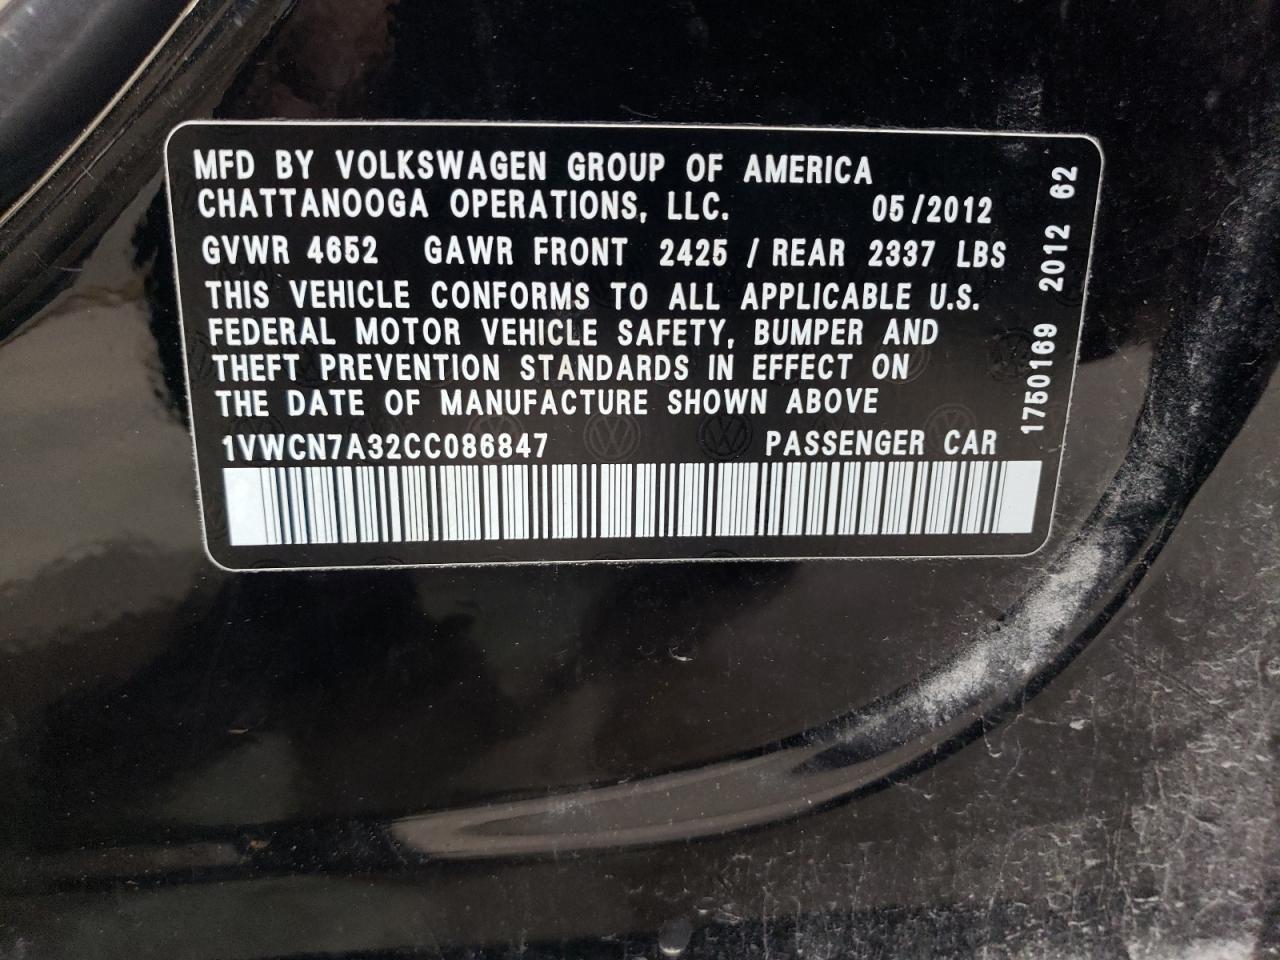 MFD BY VOLKSWAGEN GROUP OF AMERICA
CHATTANOOGA OPERATIONS, LLC. 05/2012
GVWR 4652 GAWR FRONT 2425 / REAR 2337 LBS
THIS VEHICLE CONFORMS TO ALL APPLICABLE U.S.
FEDERAL MOTOR VEHICLE SAFETY, BUMPER AND
THEFT PREVENTION STANDARDS IN EFFECT ON
THE DATE OF MANUFACTURE SHOWN ABOVE
1VWCN7A32CC086847 PASSENGER CAR
1750169 2012 62